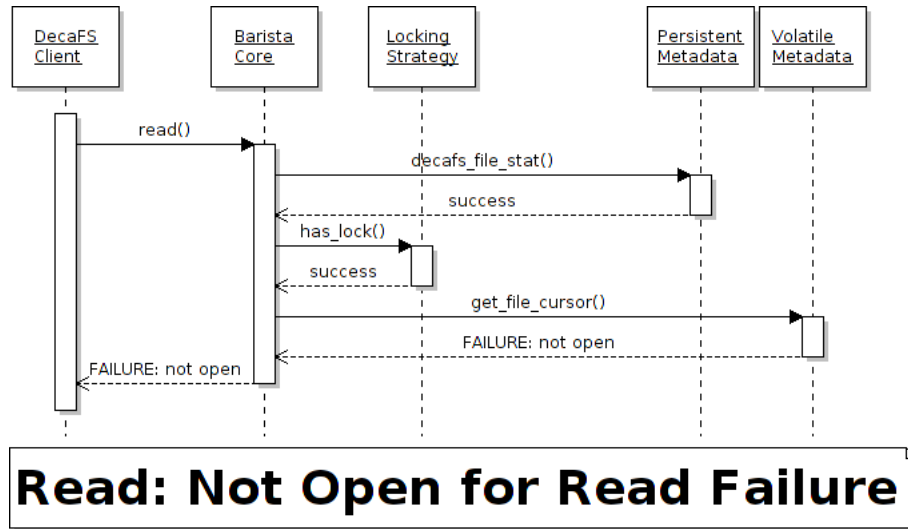 DecaFS
Client
Barista
Core
Locking
Strategy
Persistent
Metadata
Volatile
Metadata
read()
decafs_file_stat()
success
has_lock()
success
get_file_cursor()
FAILURE: not open
FAILURE: not open
Read: Not Open for Read Failure